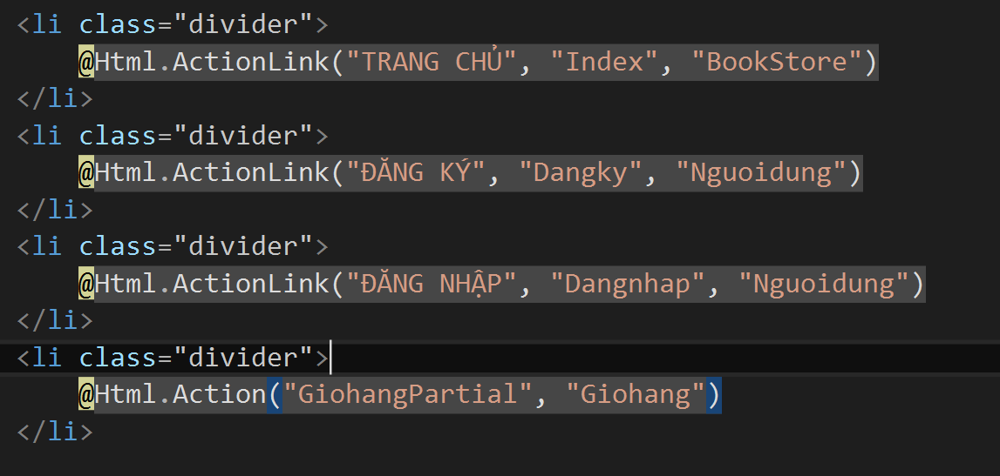 <li class="divider">
@Html.ActionLink("TRANG CHỦ", "Index", "BookStore")
</li>
<li class="divider">
@Html.ActionLink("ĐĂNG KÝ", "Dangky", "Nguoidung")
</li>
<li class="divider">
@Html.ActionLink("ĐĂNG NHẬP", "Dangnhap", "Nguoidung")
</li>
<li class="divider">
@Html.Action("GiohangPartial", "Giohang")
</li>